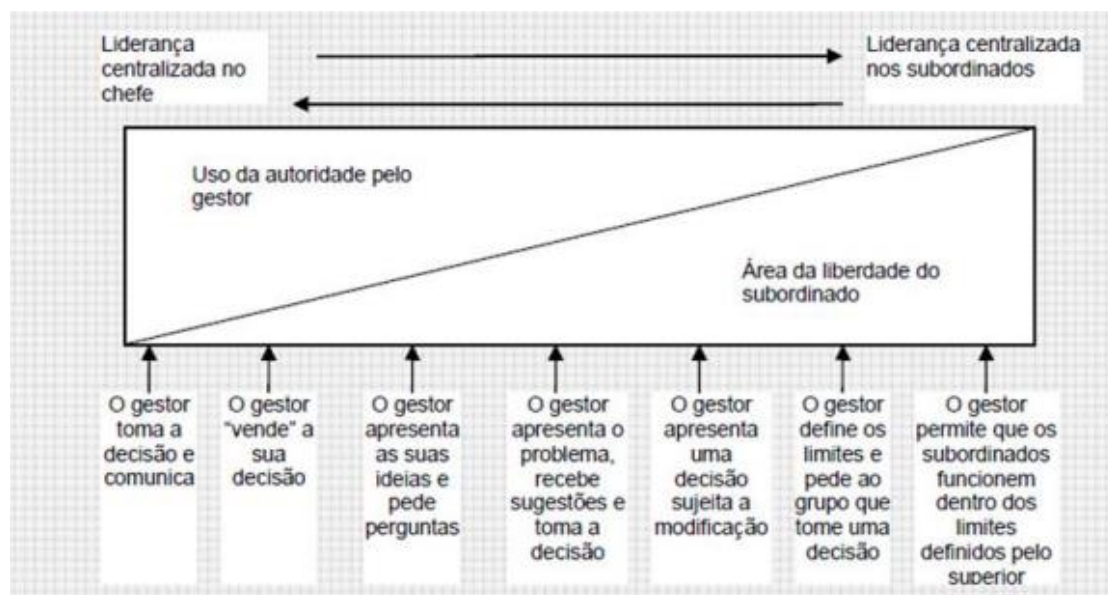 Liderança
centralizada no
chefe
Liderança centralizada
nos subordinados
Uso da autoridade pelo
gestor
Área da liberdade do
subordinado
O gestor
toma a
decisão e
comunica
O gestor
“vende” a
sua
decisão
O gestor
apresenta
as suas
ideias e
pede
perguntas
O gestor
apresenta o
problema,
recebe
sugestões e
toma a
decisão
O gestor
apresenta
uma
decisão
sujeita a
modificação
O gestor
define os
limites e
pede ao
grupo que
tome uma
decisão
O gestor
permite que os
subordinados
funcionem
dentro dos
limites
definidos pelo
superior